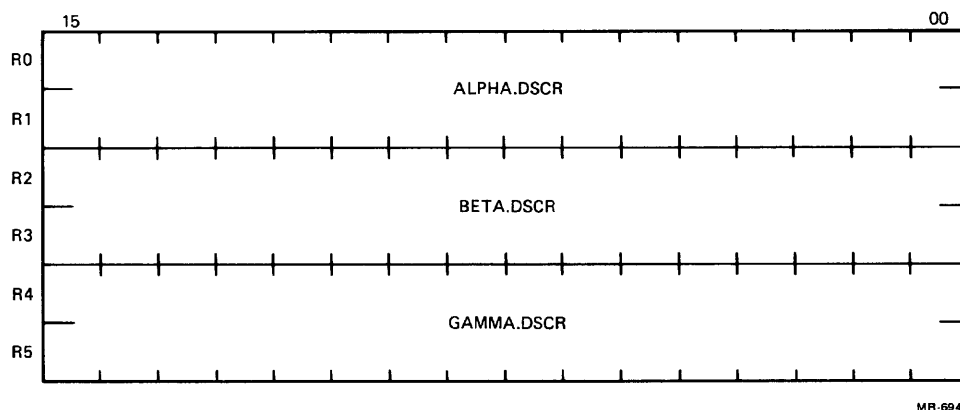 15 00
R0
ALPHA.DSCR
R1
R2
BETA.DSCR
R3
R4
GAMMA.DSCR
R5
MR-694